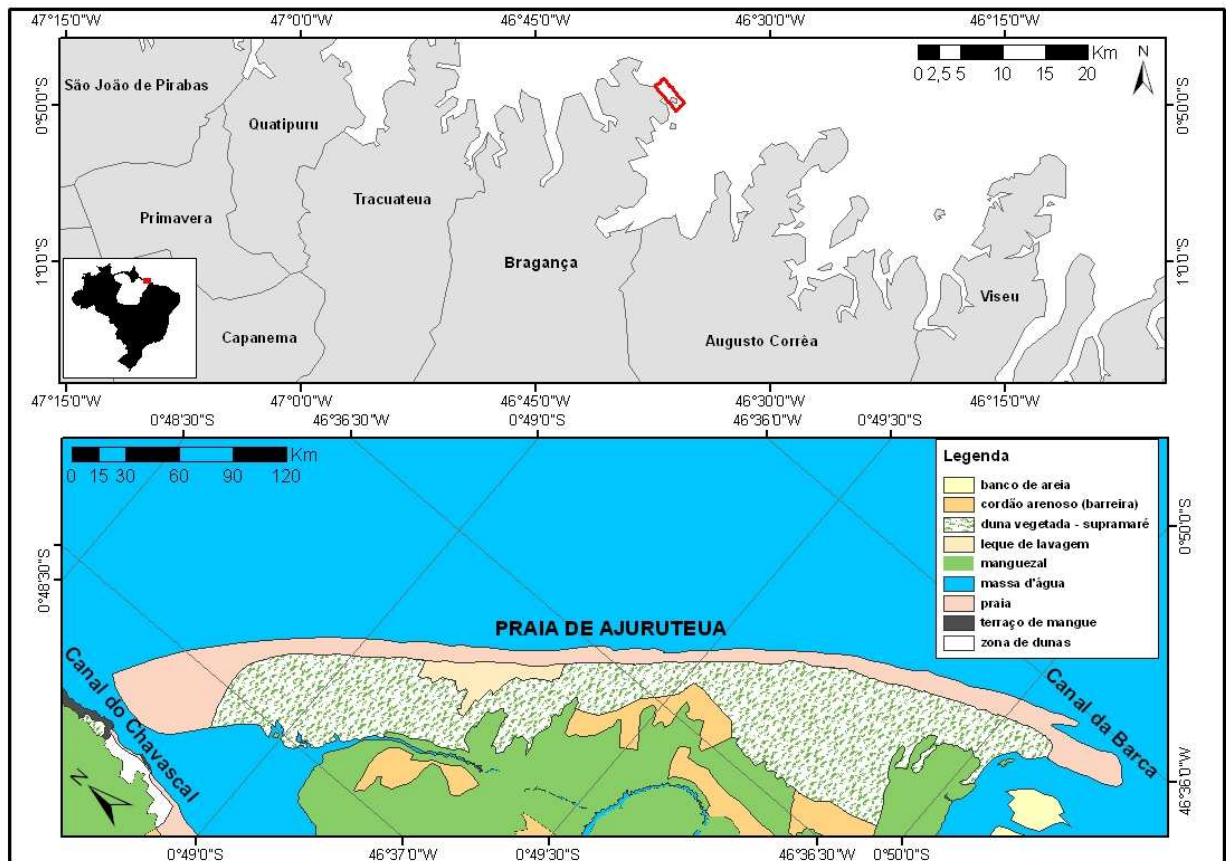 47°15'0"W 47°0'0"W 46°45'0"W 46°30'0"W 46°15'0"W
Km
0 2,5 5 10 15 20
N
São João de Pirabas
0°50'0"S
0°50'0"S
Quatipuru
Tracuateua
Primavera
Bragança
1°0'0"S
1°0'0"S
Viseu
Capanema
Augusto Corrêa
47°15'0"W 47°0'0"W 46°45'0"W 46°30'0"W 46°15'0"W
0°48'30"S 46°36'30"W 0°49'0"S 46°36'0"W 0°49'30"S
Km
0 15 30 60 90 120
Legenda
banco de areia
cordão arenoso (barreira)
duna vegetada - supramaré
leque de lavagem
manguezal
massa d'água
praia
terraço de mangue
zona de dunas
0°48'30"S
0°50'0"S
PRAIA DE AJURUTEUA
Canal do Chavascal
Canal da Barca
N
46°36'0"W
0°49'0"S 46°37'0"W 0°49'30"S 46°36'30"W 0°50'0"S